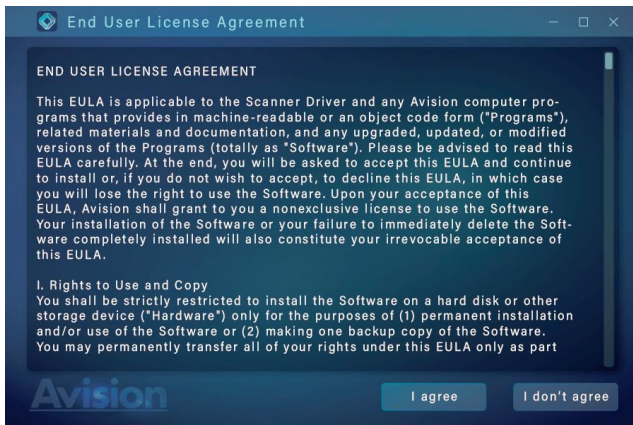 End User License Agreement
END USER LICENSE AGREEMENT
This EULA is applicable to the Scanner Driver and any Avision computer pro-
grams that provides in machine-readable or an object code form ("Programs"),
related materials and documentation, and any upgraded, updated, or modified
versions of the Programs (totally as "Software"). Please be advised to read this
EULA carefully. At the end, you will be asked to accept this EULA and continue
to install or, if you do not wish to accept, to decline this EULA, in which case
you will lose the right to use the Software. Upon your acceptance of this
EULA, Avision shall grant to you a nonexclusive license to use the Software.
Your installation of the Software or your failure to immediately delete the Soft-
ware completely installed will also constitute your irrevocable acceptance of
this EULA.
I. Rights to Use and Copy
You shall be strictly restricted to install the Software on a hard disk or other
storage device ("Hardware") only for the purposes of (1) permanent installation
and/or use of the Software or (2) making one backup copy of the Software.
You may permanently transfer all of your rights under this EULA only as part
Avision
I agree
I don't agree